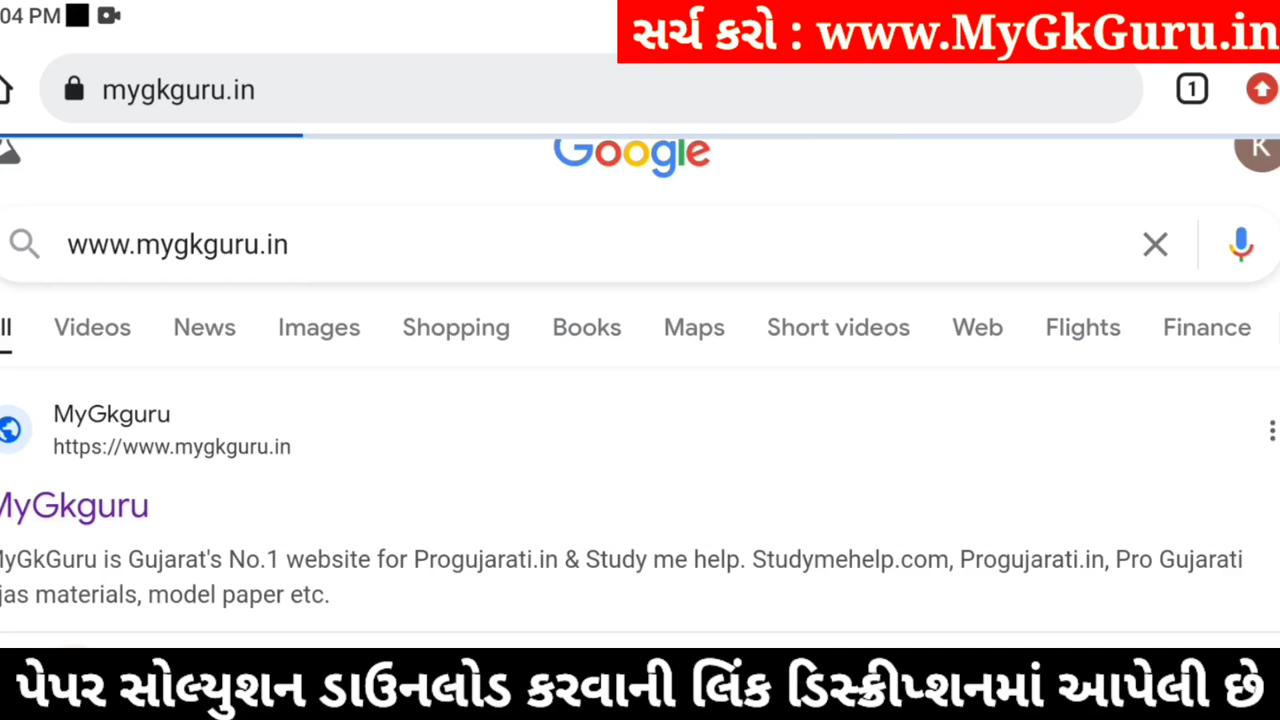 04 PM
સર્ચ કરો : www.MyGkGuru.in
mygkguru.in
1
Google
K
www.mygkguru.in
ll Videos News Images Shopping Books Maps Short videos Web Flights Finance
MyGkguru
https://www.mygkguru.in
MyGkguru
MyGkGuru is Gujarat's No.1 website for Progujarati.in & Study me help. Studymehelp.com, Progujarati.in, Pro Gujarati
jas materials, model paper etc.
પેપર સોલ્યુશન ડાઉનલોડ કરવાની લિંક ડિસ્ક્રીપ્શનમાં આપેલી છે